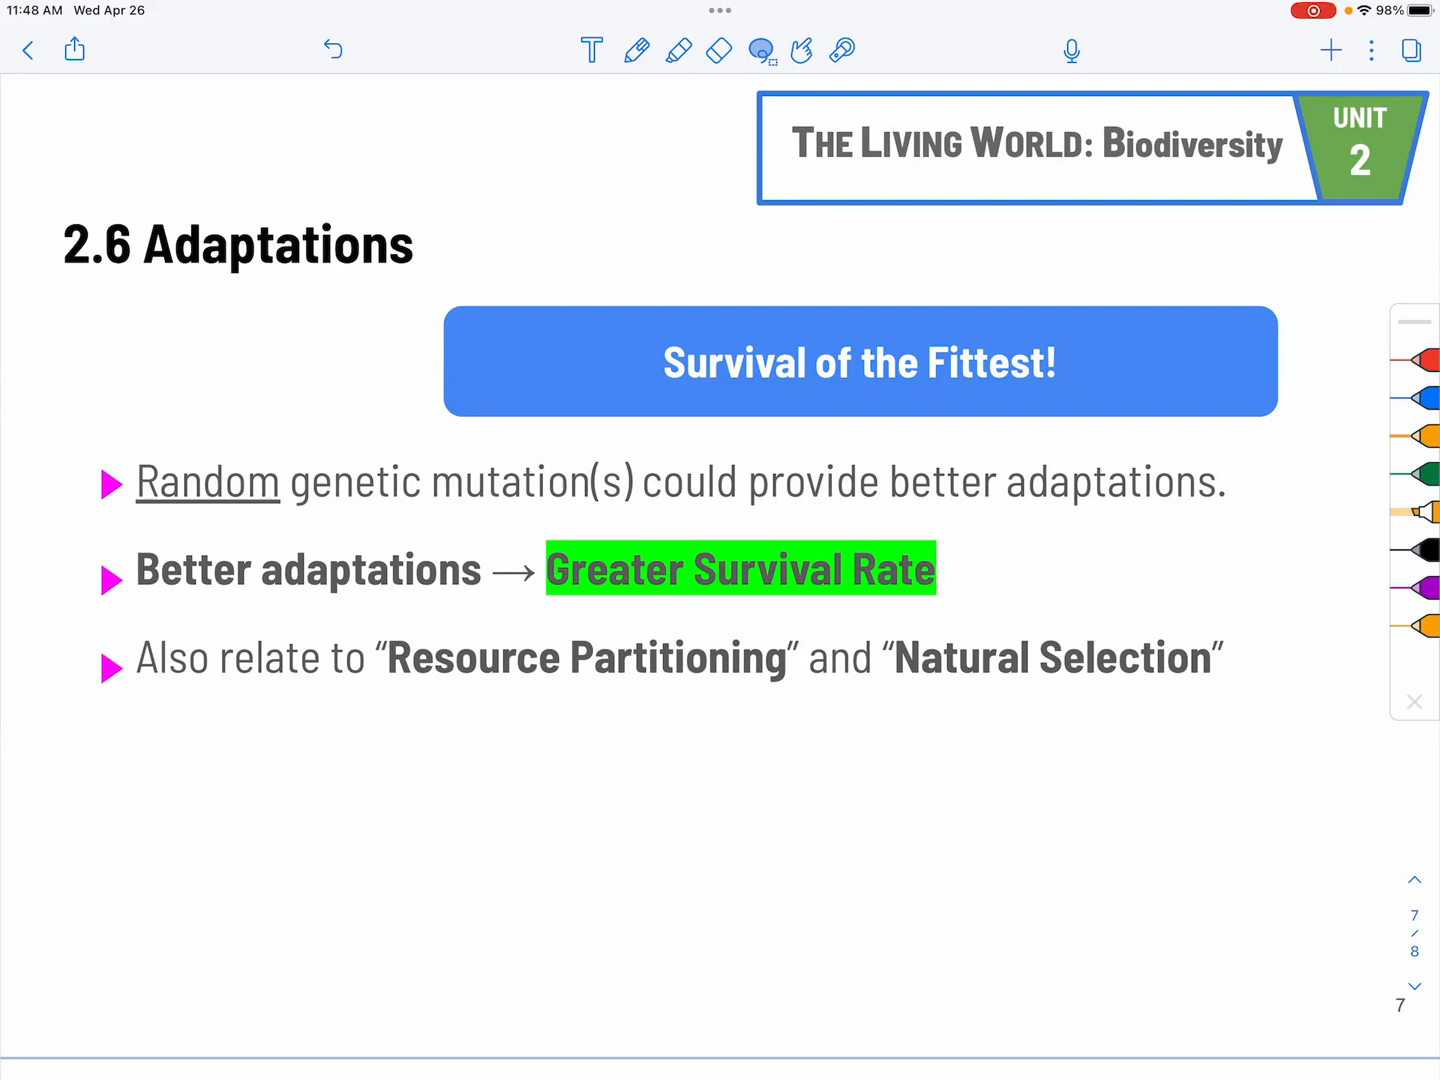 11:48 AM Wed Apr 26
98%
THE LIVING WORLD: Biodiversity
UNIT
2
2.6 Adaptations
Survival of the Fittest!
Random genetic mutation(s) could provide better adaptations.
Better adaptations → Greater Survival Rate
Also relate to “Resource Partitioning” and “Natural Selection”
7
/
8
7